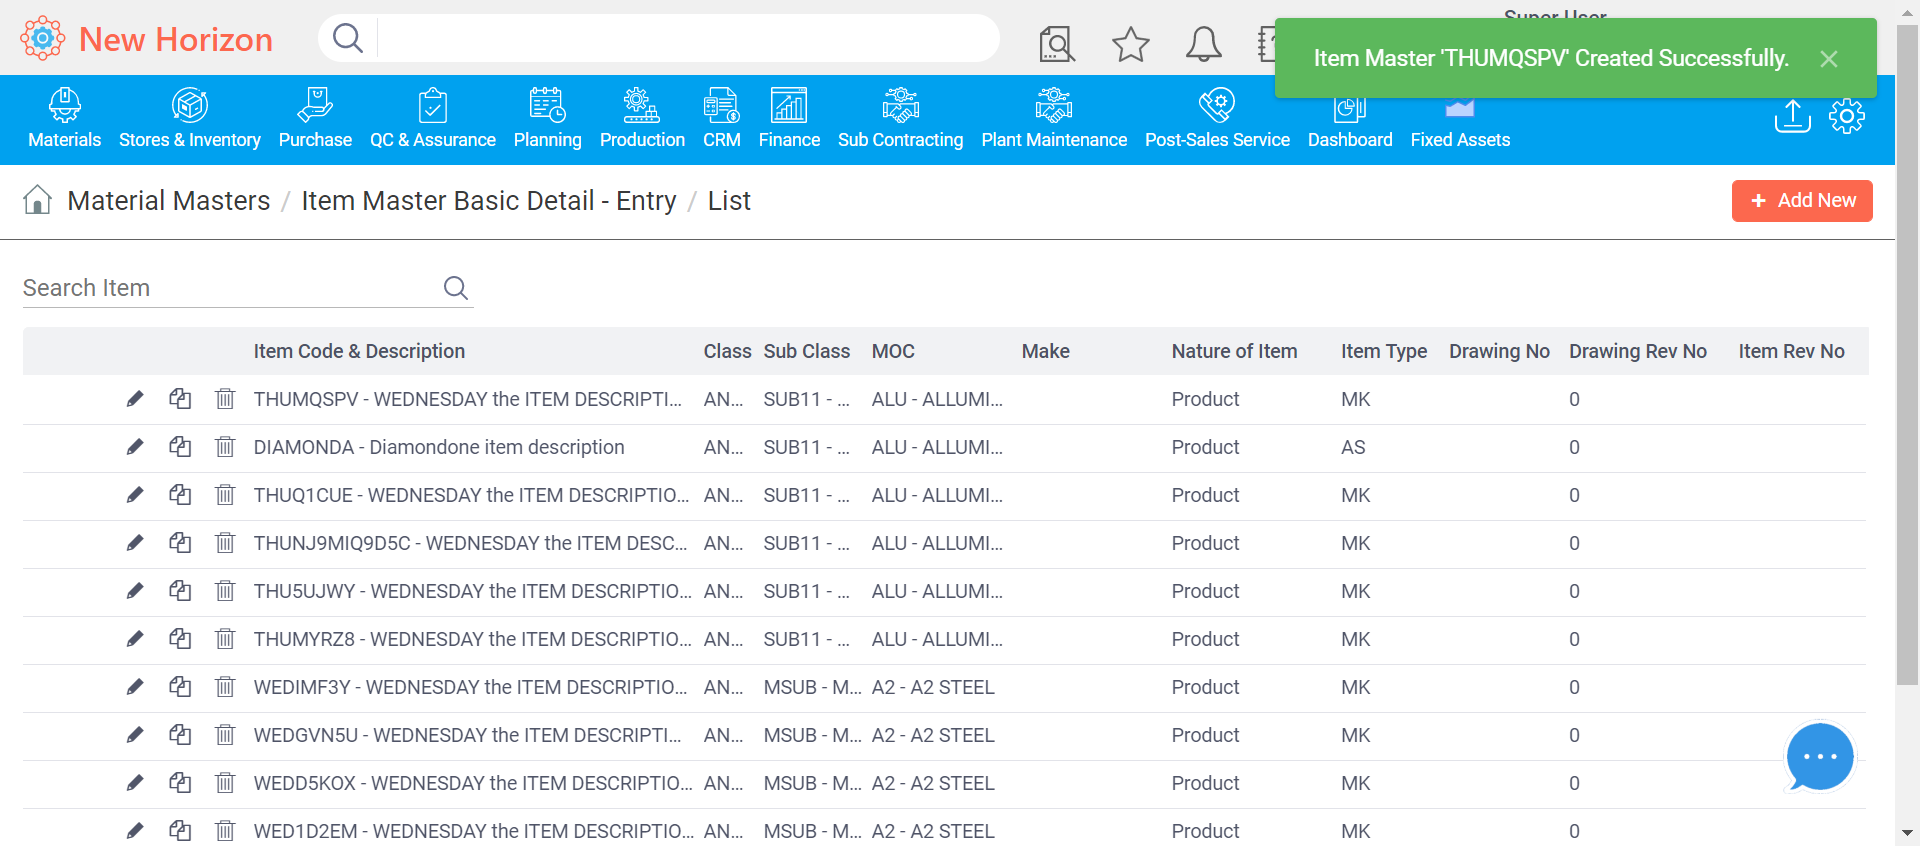 New Horizon
Super User
Item Master 'THUMQSPV' Created Successfully.
Materials Stores & Inventory Purchase QC & Assurance Planning Production CRM Finance Sub Contracting Plant Maintenance Post-Sales Service Dashboard Fixed Assets
Material Masters / Item Master Basic Detail - Entry / List
+ Add New
Search Item
Item Code & Description Class Sub Class MOC Make Nature of Item Item Type Drawing No Drawing Rev No Item Rev No
THUMQSPV - WEDNESDAY the ITEM DESCRIPTI... AN... SUB11 - ... ALU - ALLUMI... Product MK 0
DIAMONDA - Diamondone item description AN... SUB11 - ... ALU - ALLUMI... Product AS 0
THUQ1CUE - WEDNESDAY the ITEM DESCRIPTIO... AN... SUB11 - ... ALU - ALLUMI... Product MK 0
THUNJ9MIQ9D5C - WEDNESDAY the ITEM DESC... AN... SUB11 - ... ALU - ALLUMI... Product MK 0
THU5UJWY - WEDNESDAY the ITEM DESCRIPTIO... AN... SUB11 - ... ALU - ALLUMI... Product MK 0
THUMYRZ8 - WEDNESDAY the ITEM DESCRIPTIO... AN... SUB11 - ... ALU - ALLUMI... Product MK 0
WEDIMF3Y - WEDNESDAY the ITEM DESCRIPTIO... AN... MSUB - M... A2 - A2 STEEL Product MK 0
WEDGVN5U - WEDNESDAY the ITEM DESCRIPTI... AN... MSUB - M... A2 - A2 STEEL Product MK 0
WEDD5KOX - WEDNESDAY the ITEM DESCRIPTIO... AN... MSUB - M... A2 - A2 STEEL Product MK 0
WED1D2EM - WEDNESDAY the ITEM DESCRIPTIO... AN... MSUB - M... A2 - A2 STEEL Product MK 0